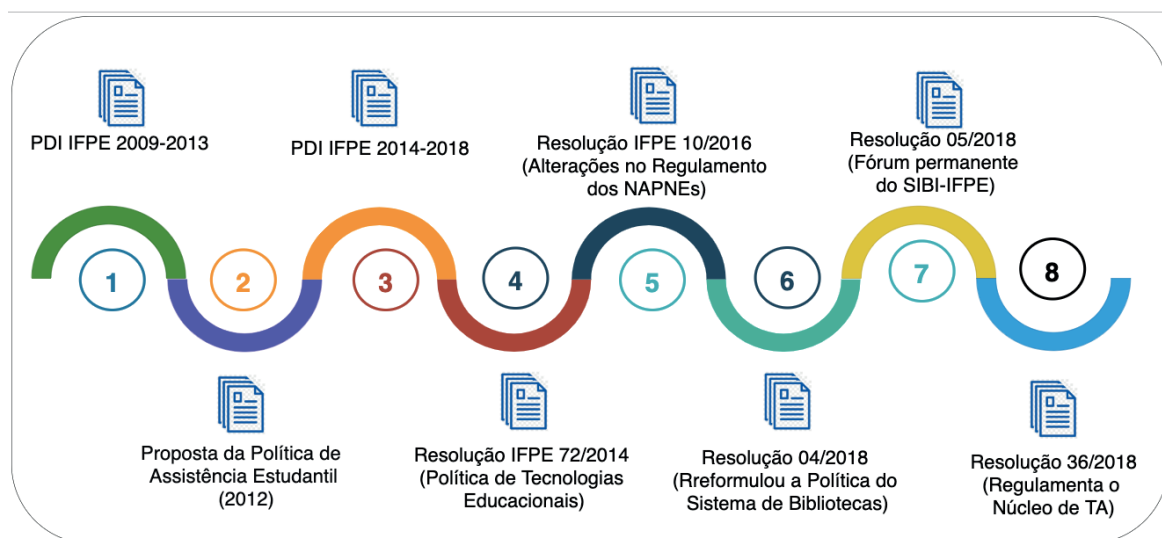 PDI IFPE 2009-2013
PDI IFPE 2014-2018
Resolução IFPE 10/2016
(Alterações no Regulamento
dos NAPNEs)
Resolução 05/2018
(Fórum permanente
do SIBI-IFPE)
1
2
3
4
5
6
7
8
Proposta da Política de
Assistência Estudantil
(2012)
Resolução IFPE 72/2014
(Política de Tecnologias
Educacionais)
Resolução 04/2018
(Rreformulou a Política do
Sistema de Bibliotecas)
Resolução 36/2018
(Regulamenta o
Núcleo de TA)